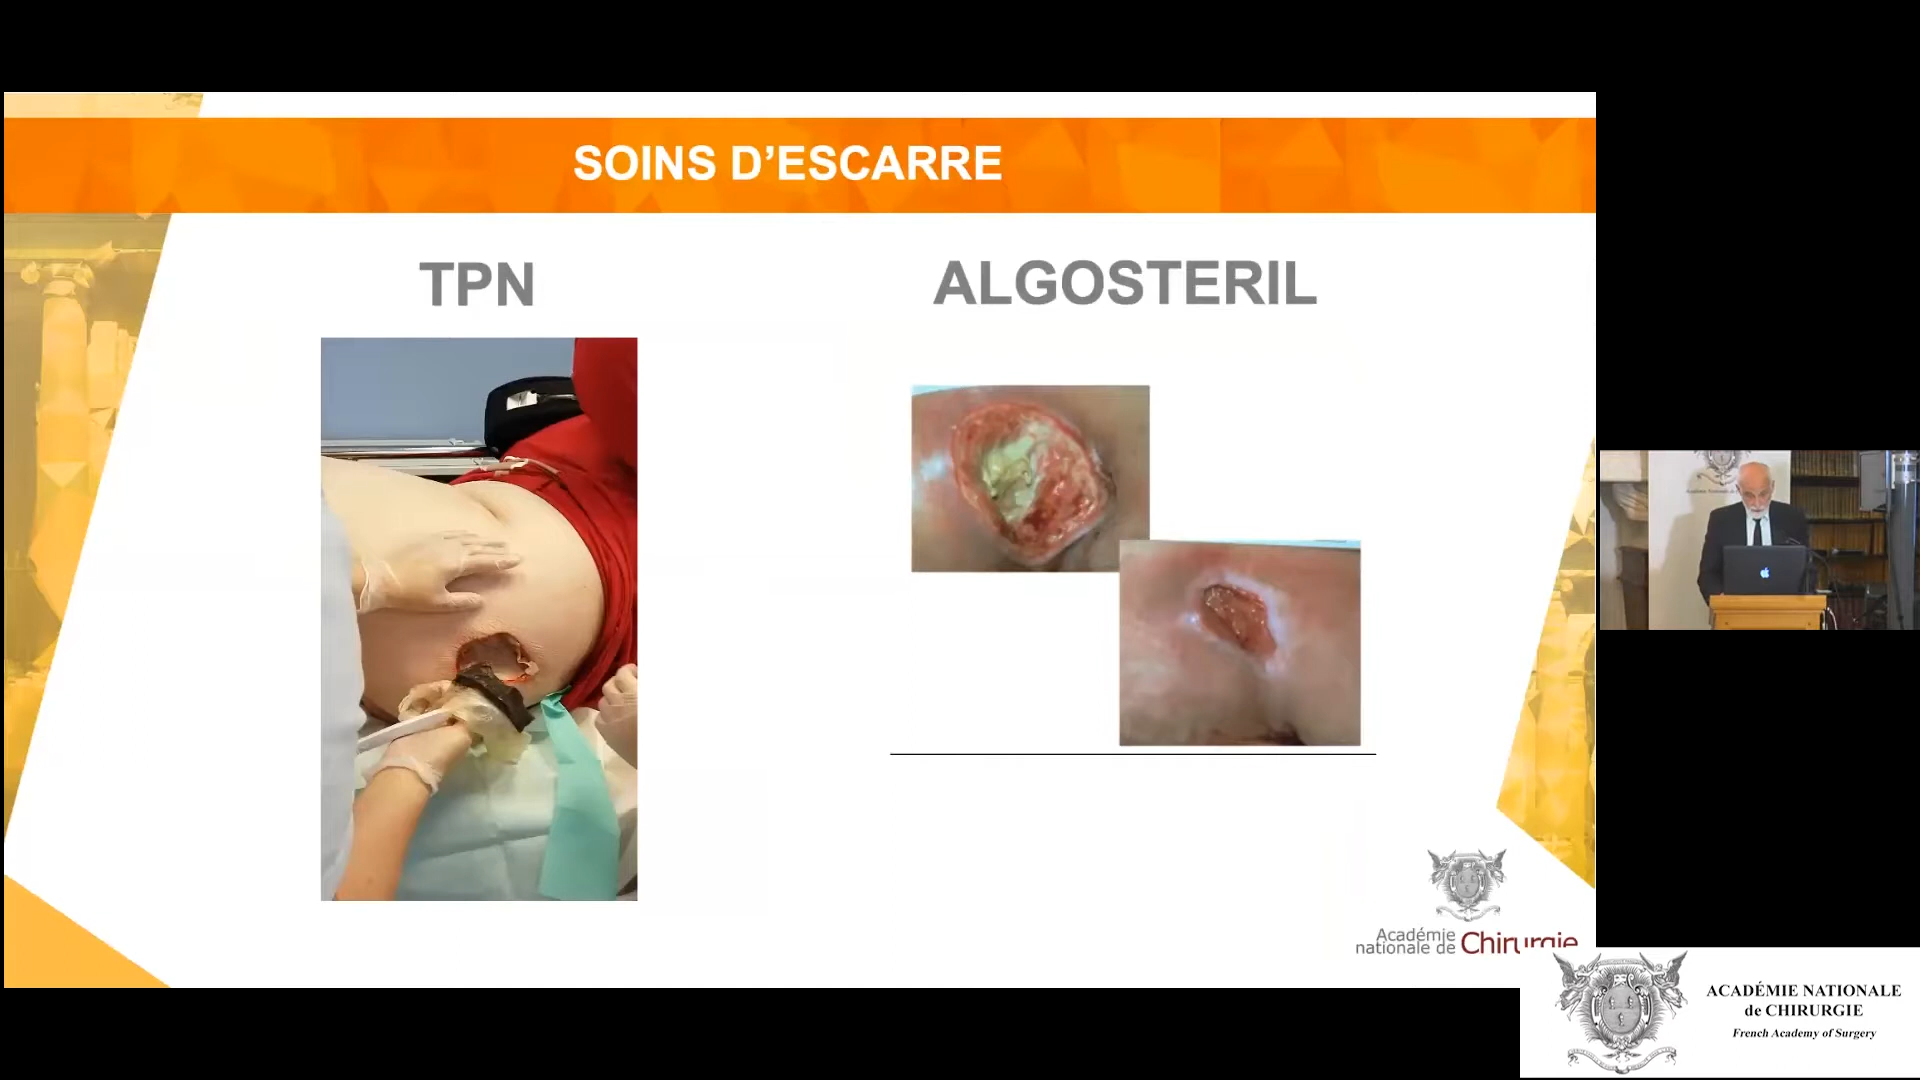 SOINS D'ESCARRE
TPN
ALGOSTERIL
Académie
nationale de Chirurgie
ACADÉMIE NATIONALE
de CHIRURGIE
French Academy of Surgery